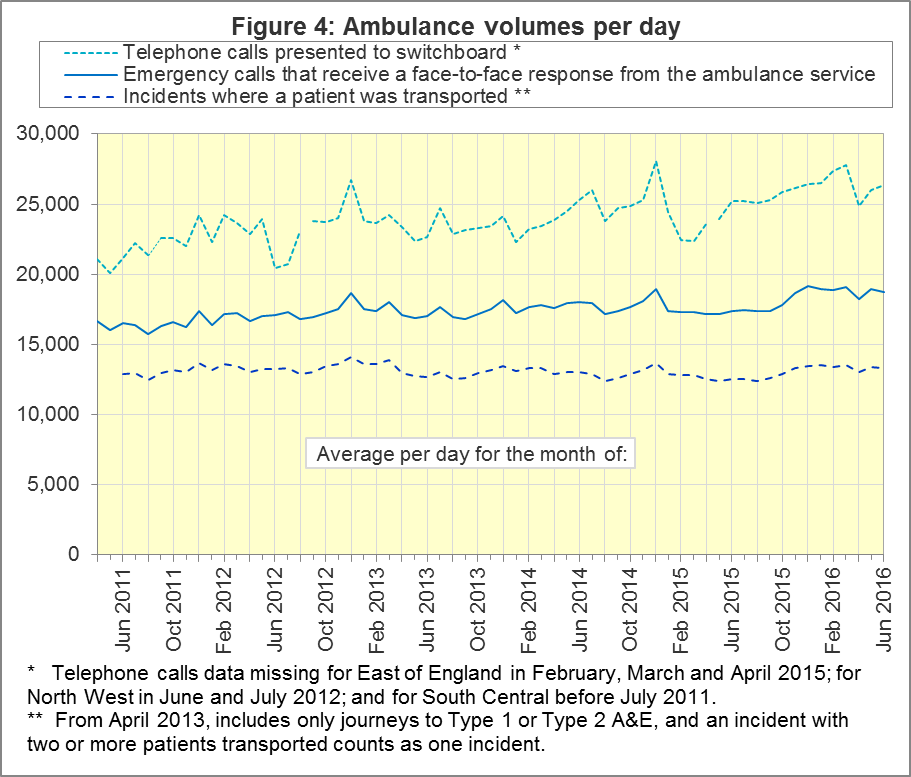 Figure 4: Ambulance volumes per day
Telephone calls presented to switchboard *
Emergency calls that receive a face-to-face response from the ambulance service
Incidents where a patient was transported **
30,000
25,000
20,000
15,000
10,000
5,000
0
Average per day for the month of:
Jun 2011
Oct 2011
Feb 2012
Jun 2012
Oct 2012
Feb 2013
Jun 2013
Oct 2013
Feb 2014
Jun 2014
Oct 2014
Feb 2015
Jun 2015
Oct 2015
Feb 2016
Jun 2016
* Telephone calls data missing for East of England in February, March and April 2015; for
North West in June and July 2012; and for South Central before July 2011.
** From April 2013, includes only journeys to Type 1 or Type 2 A&E, and an incident with
two or more patients transported counts as one incident.